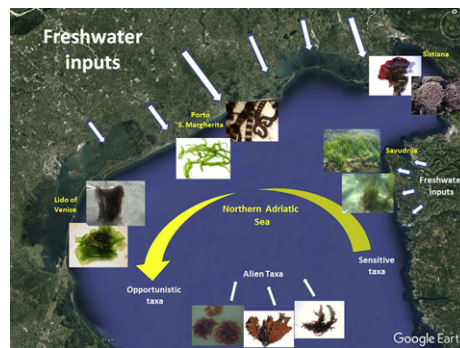 Freshwater
inputs
Sistiana
Porto
S. Margherita
Savudrija
Freshwater
inputs
Lido of
Venice
Northern Adriatic
Sea
Sensitive
taxa
Alien Taxa
Opportunistic
taxa
Google Earth